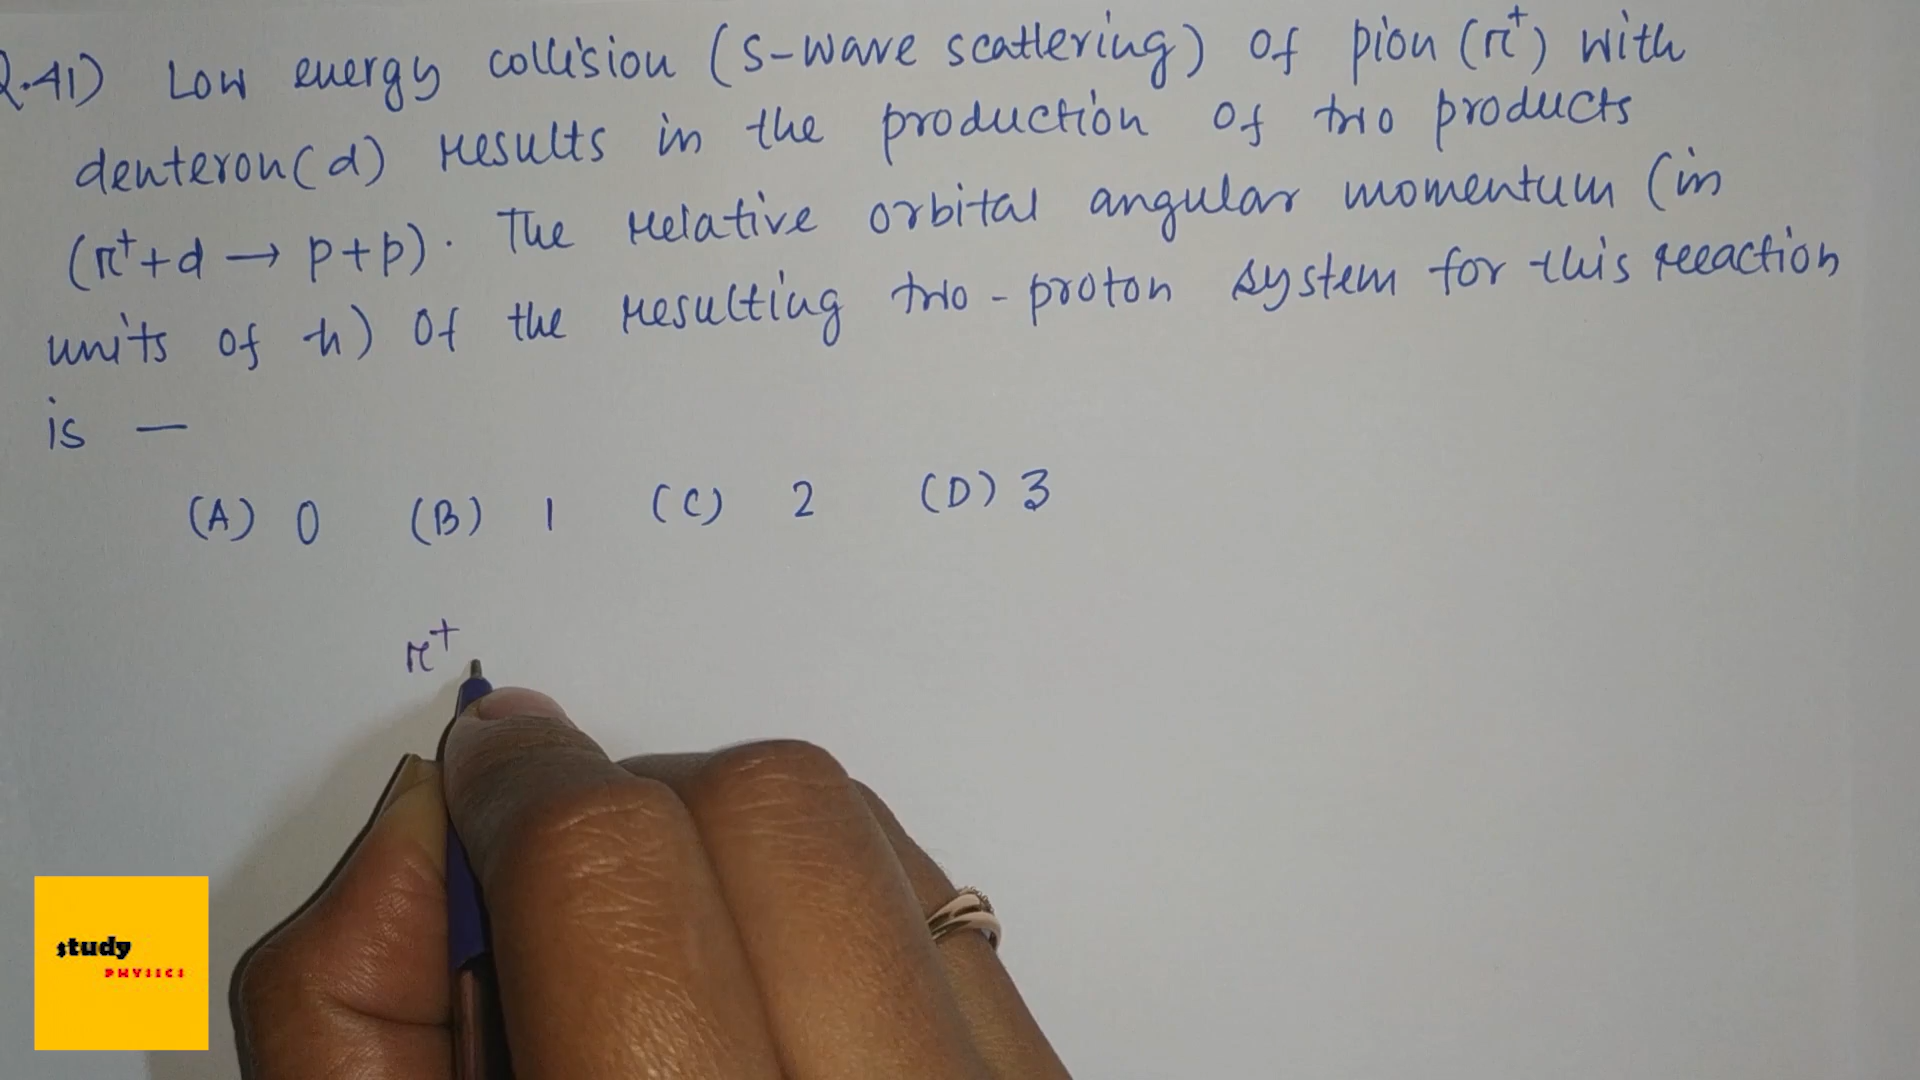 Q.41) Low energy collision (s-wave scattering) of pion (π⁺) with
deuteron(d) results in the production of two products
(π⁺+d → p+p). The relative orbital angular momentum (in
units of ħ) of the resulting two-proton system for this reaction
is —
(A) 0 (B) 1 (C) 2 (D) 3
π⁺
study
PHYSICS